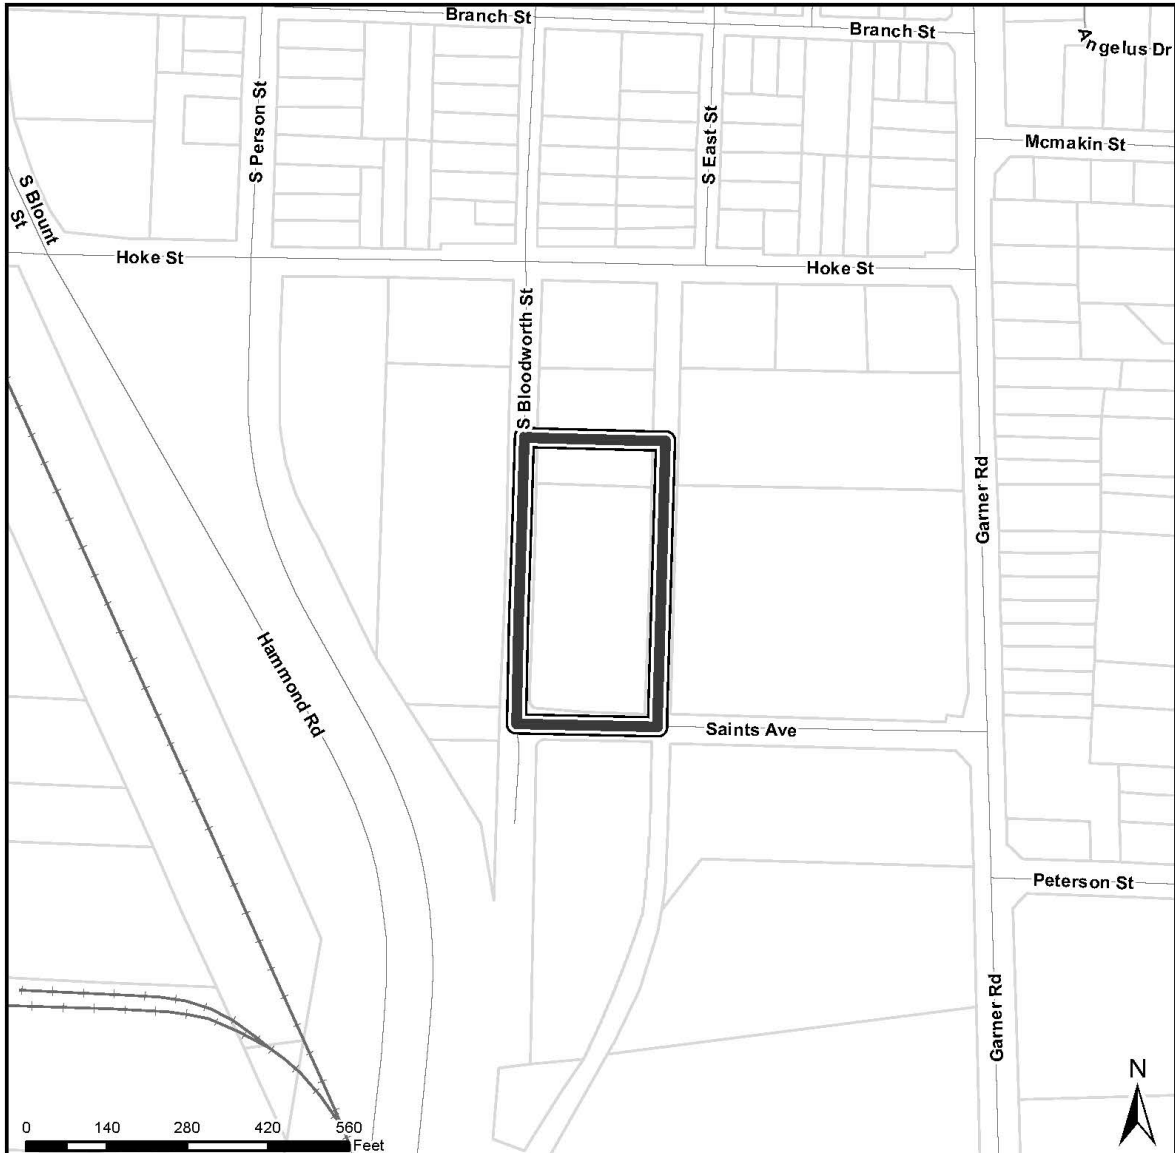 Branch St
Branch St
Angelus Dr
S Person St
S East St
Mcmakin St
S Blount
St
Hoke St
Hoke St
S Bloodworth St
Garner Rd
Hammond Rd
Saints Ave
Peterson St
Garner Rd
N
0 140 280 420 560
Feet